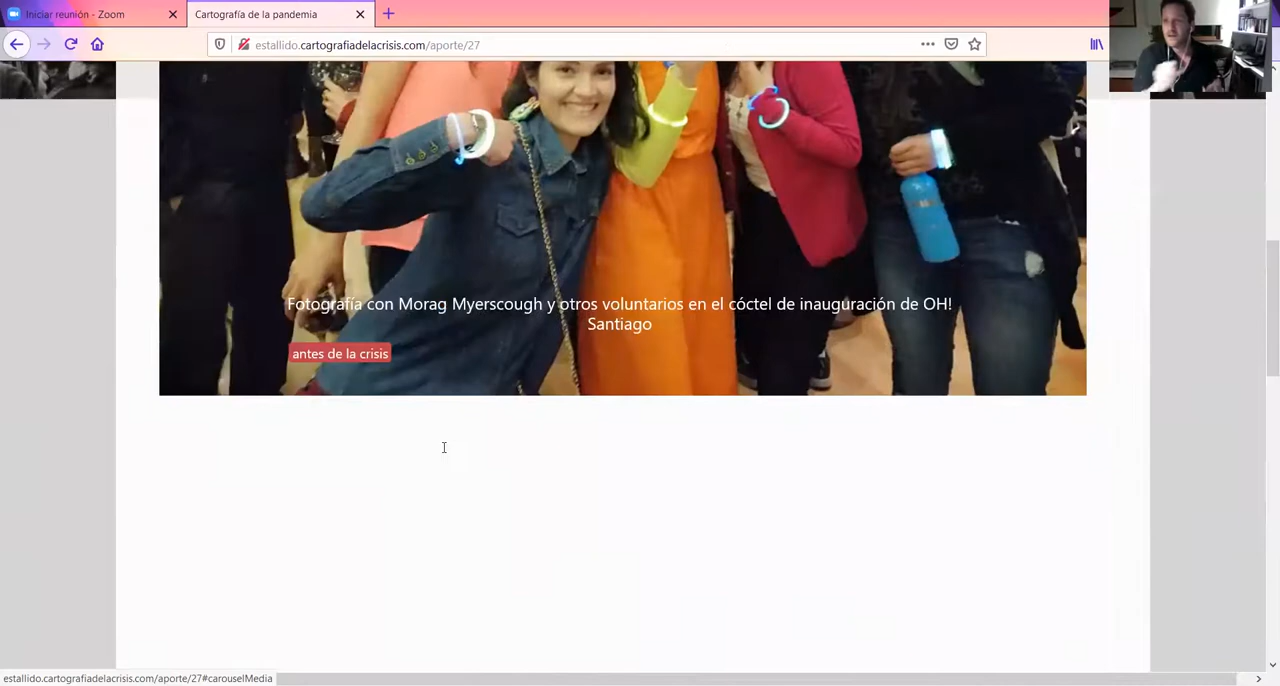 Iniciar reunión - Zoom
Cartografía de la pandemia
estallido.cartografiadelacrisis.com/aporte/27
Fotografía con Morag Myerscough y otros voluntarios en el cóctel de inauguración de OH!
Santiago
antes de la crisis
estallido.cartografiadelacrisis.com/aporte/27#carouselMedia